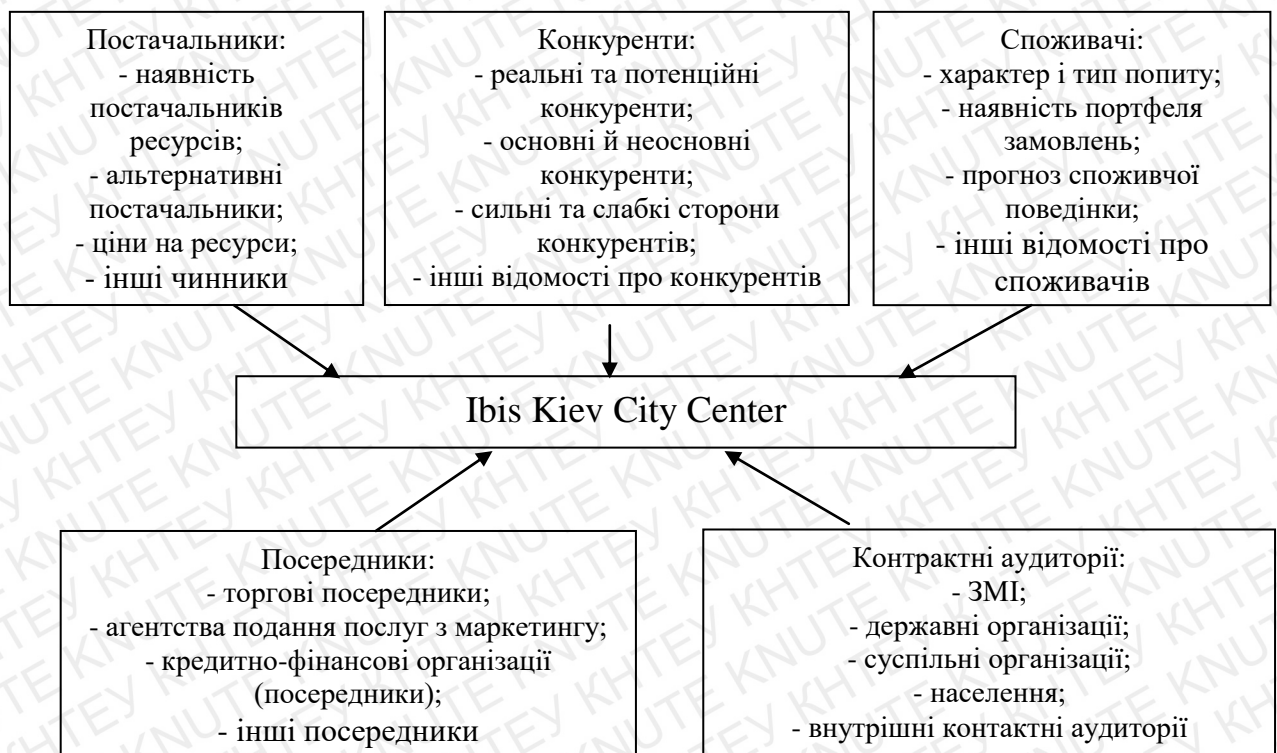 Постачальники:
- наявність
постачальників
ресурсів;
- альтернативні
постачальники;
- ціни на ресурси;
- інші чинники
Конкуренти:
- реальні та потенційні
конкуренти;
- основні й неосновні
конкуренти;
- сильні та слабкі сторони
конкурентів;
- інші відомості про конкурентів
Споживачі:
- характер і тип попиту;
- наявність портфеля
замовлень;
- прогноз споживчої
поведінки;
- інші відомості про
споживачів
Ibis Kiev City Center
Посередники:
- торгові посередники;
- агентства подання послуг з маркетингу;
- кредитно-фінансові організації
(посередники);
- інші посередники
Контрактні аудиторії:
- ЗМІ;
- державні організації;
- суспільні організації;
- населення;
- внутрішні контактні аудиторії